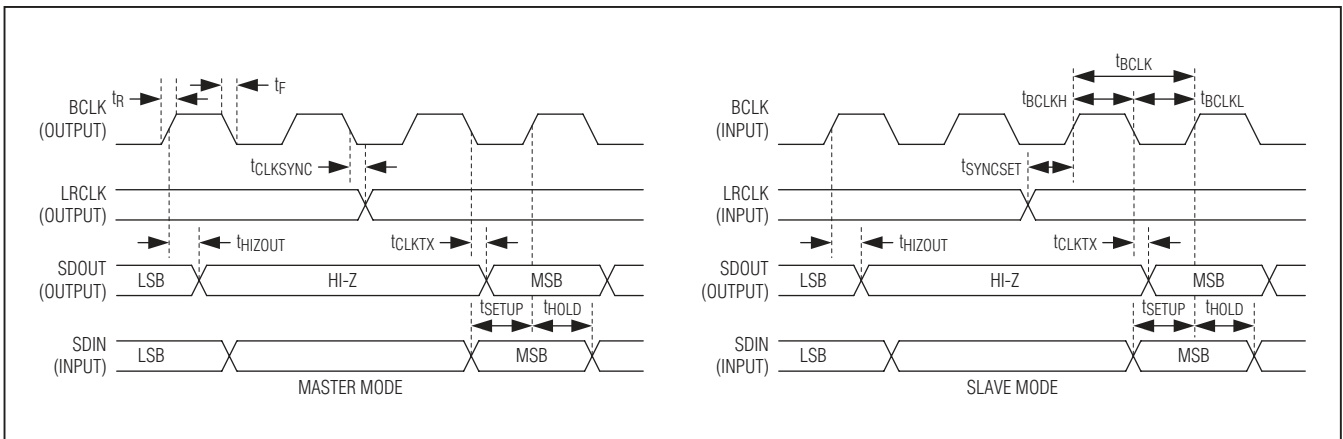 tR
tF
BCLK
(OUTPUT)
tCLKSYNC
LRCLK
(OUTPUT)
tHIZOUT
tCLKTX
SDOUT
(OUTPUT)
LSB
HI-Z
MSB
tSETUP
tHOLD
SDIN
(INPUT)
LSB
MSB
MASTER MODE
tBCLK
tBCLKH
tBCLKL
BCLK
(INPUT)
tSYNCSET
LRCLK
(INPUT)
tHIZOUT
tCLKTX
SDOUT
(OUTPUT)
LSB
HI-Z
MSB
tSETUP
tHOLD
SDIN
(INPUT)
LSB
MSB
SLAVE MODE